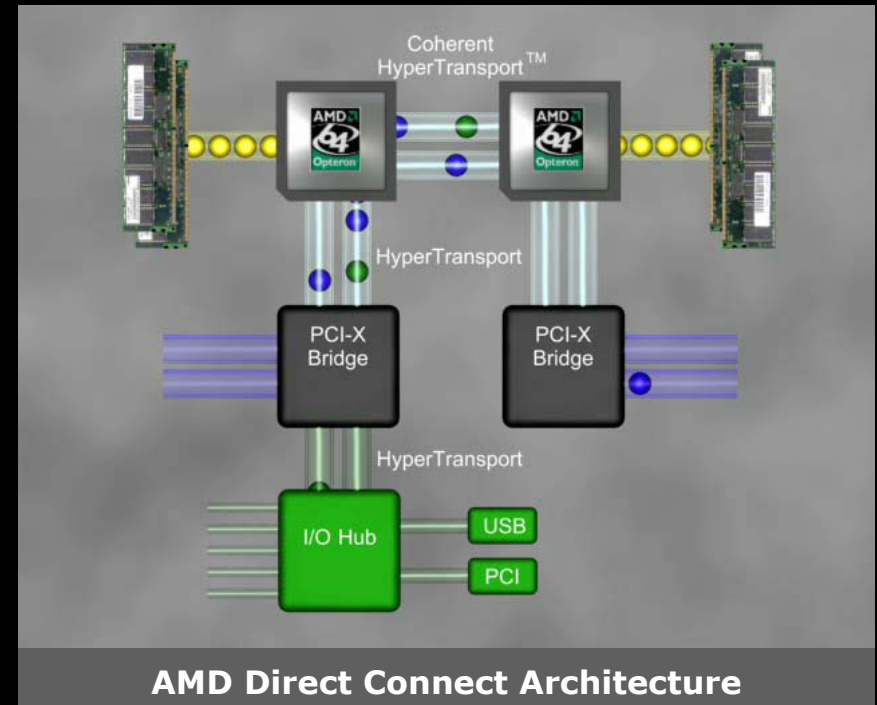 Coherent
HyperTransport™
AMD
64
Opteron
AMD
64
Opteron
HyperTransport
PCI-X
Bridge
PCI-X
Bridge
HyperTransport
I/O Hub
USB
PCI
AMD Direct Connect Architecture